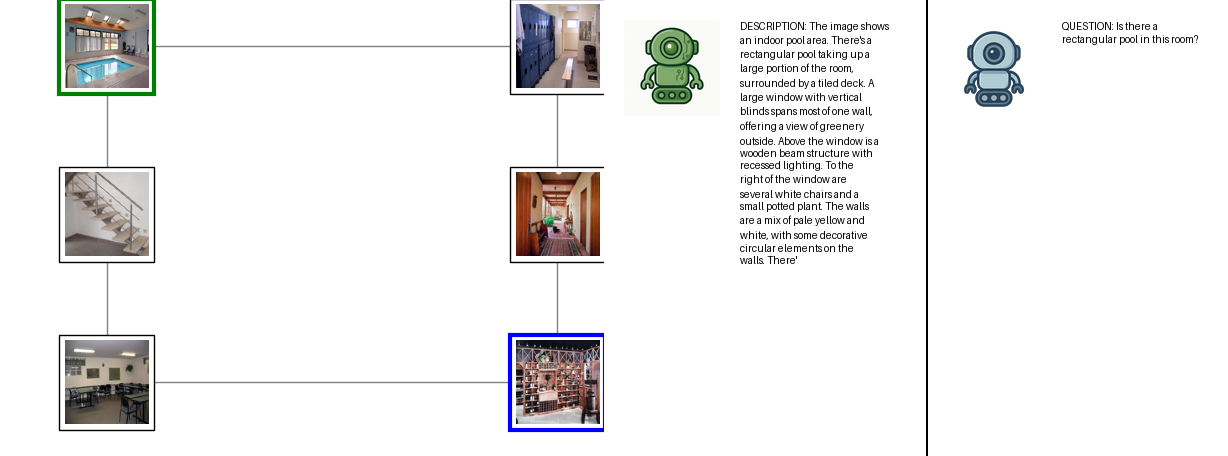 DESCRIPTION: The image shows
an indoor pool area. There's a
rectangular pool taking up a
large portion of the room,
surrounded by a tiled deck. A
large window with vertical
blinds spans most of one wall,
offering a view of greenery
outside. Above the window is a
wooden beam structure with
recessed lighting. To the
right of the window are
several white chairs and a
small potted plant. The walls
are a mix of pale yellow and
white, with some decorative
circular elements on the
walls. There'
QUESTION: Is there a
rectangular pool in this room?